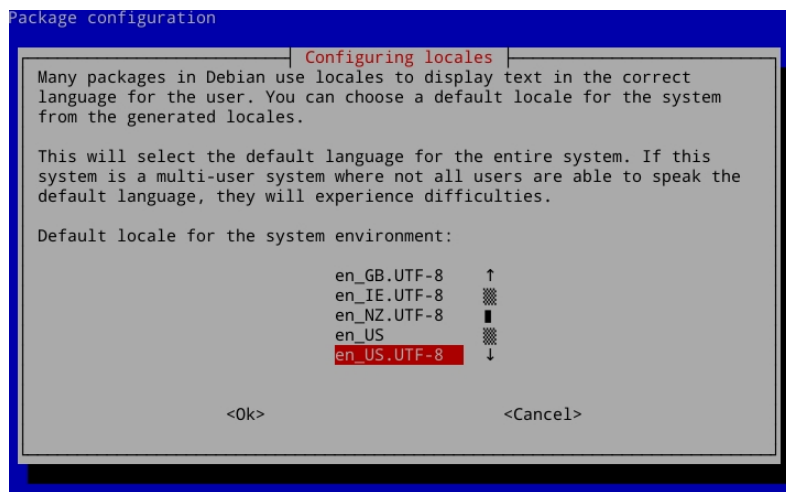 Package configuration
Configuring locales
Many packages in Debian use locales to display text in the correct
language for the user. You can choose a default locale for the system
from the generated locales.
This will select the default language for the entire system. If this
system is a multi-user system where not all users are able to speak the
default language, they will experience difficulties.
Default locale for the system environment:
en_GB.UTF-8
en_IE.UTF-8
en_NZ.UTF-8
en_US
en_US.UTF-8
<Ok> <Cancel>